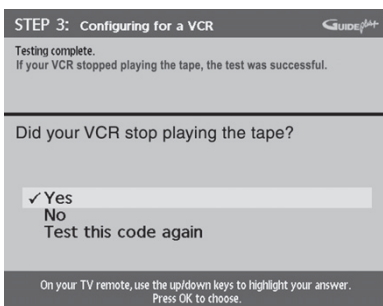 STEP 3: Configuring for a VCR GUIDEPlus+
Testing complete.
If your VCR stopped playing the tape, the test was successful.
Did your VCR stop playing the tape?
✓ Yes
No
Test this code again
On your TV remote, use the up/down keys to highlight your answer.
Press OK to choose.